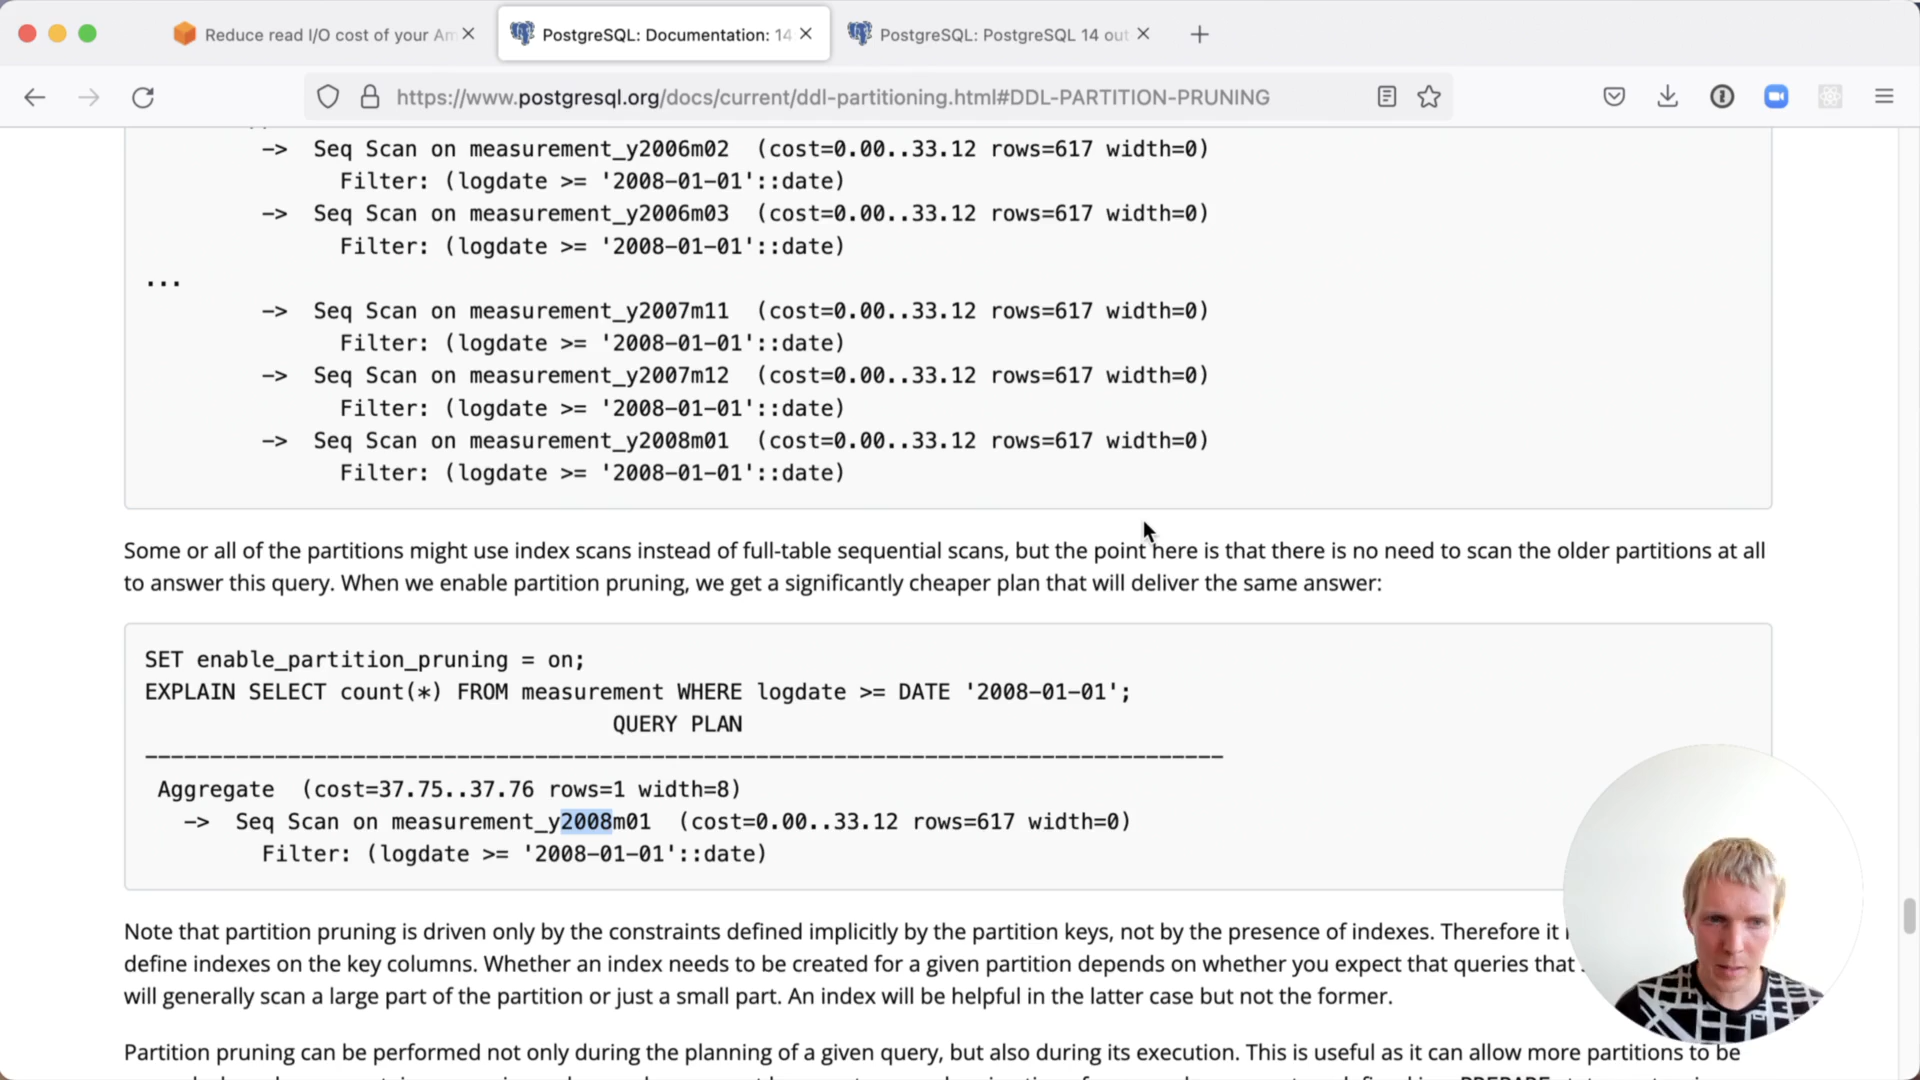 Reduce read I/O cost of your Am
PostgreSQL: Documentation: 14
PostgreSQL: PostgreSQL 14 out
https://www.postgresql.org/docs/current/ddl-partitioning.html#DDL-PARTITION-PRUNING
-> Seq Scan on measurement_y2006m02 (cost=0.00..33.12 rows=617 width=0)
Filter: (logdate >= '2008-01-01'::date)
-> Seq Scan on measurement_y2006m03 (cost=0.00..33.12 rows=617 width=0)
Filter: (logdate >= '2008-01-01'::date)
...
-> Seq Scan on measurement_y2007m11 (cost=0.00..33.12 rows=617 width=0)
Filter: (logdate >= '2008-01-01'::date)
-> Seq Scan on measurement_y2007m12 (cost=0.00..33.12 rows=617 width=0)
Filter: (logdate >= '2008-01-01'::date)
-> Seq Scan on measurement_y2008m01 (cost=0.00..33.12 rows=617 width=0)
Filter: (logdate >= '2008-01-01'::date)
Some or all of the partitions might use index scans instead of full-table sequential scans, but the point here is that there is no need to scan the older partitions at all
to answer this query. When we enable partition pruning, we get a significantly cheaper plan that will deliver the same answer:
SET enable_partition_pruning = on;
EXPLAIN SELECT count(*) FROM measurement WHERE logdate >= DATE '2008-01-01';
QUERY PLAN
-----------------------------------------------------------------------------------
Aggregate (cost=37.75..37.76 rows=1 width=8)
-> Seq Scan on measurement_y2008m01 (cost=0.00..33.12 rows=617 width=0)
Filter: (logdate >= '2008-01-01'::date)
Note that partition pruning is driven only by the constraints defined implicitly by the partition keys, not by the presence of indexes. Therefore it
define indexes on the key columns. Whether an index needs to be created for a given partition depends on whether you expect that queries that
will generally scan a large part of the partition or just a small part. An index will be helpful in the latter case but not the former.
Partition pruning can be performed not only during the planning of a given query, but also during its execution. This is useful as it can allow more partitions to be